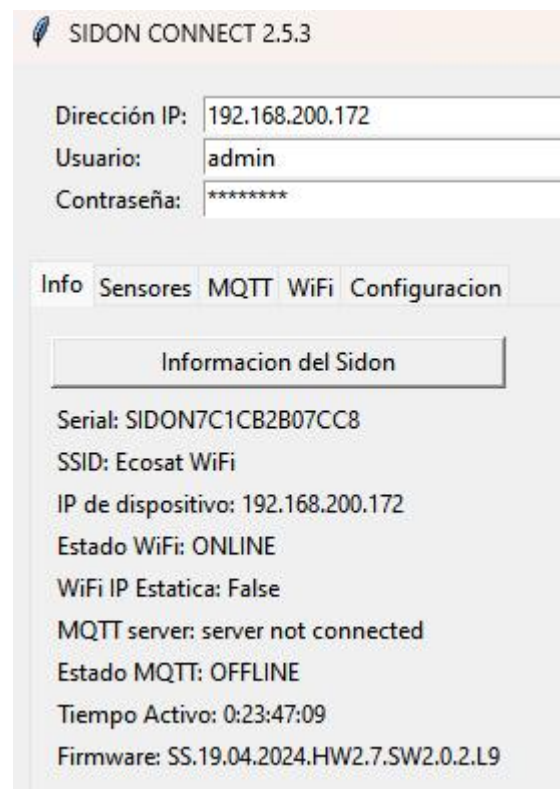 SIDON CONNECT 2.5.3
Dirección IP: 192.168.200.172
Usuario: admin
Contraseña: ********
Info Sensores MQTT WiFi Configuracion
Informacion del Sidon
Serial: SIDON7C1CB2B07CC8
SSID: Ecosat WiFi
IP de dispositivo: 192.168.200.172
Estado WiFi: ONLINE
WiFi IP Estatica: False
MQTT server: server not connected
Estado MQTT: OFFLINE
Tiempo Activo: 0:23:47:09
Firmware: SS.19.04.2024.HW2.7.SW2.0.2.L9